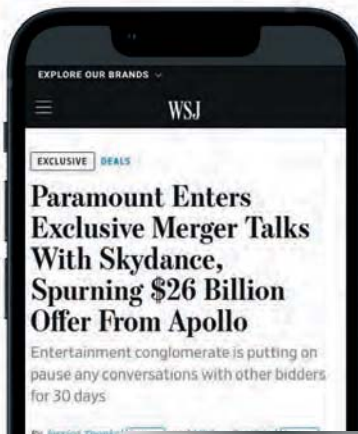 EXPLORE OUR BRANDS
WSJ
EXCLUSIVE DEALS
Paramount Enters
Exclusive Merger Talks
With Skydance,
Spurning $26 Billion
Offer From Apollo
Entertainment conglomerate is putting on
pause any conversations with other bidders
for 30 days